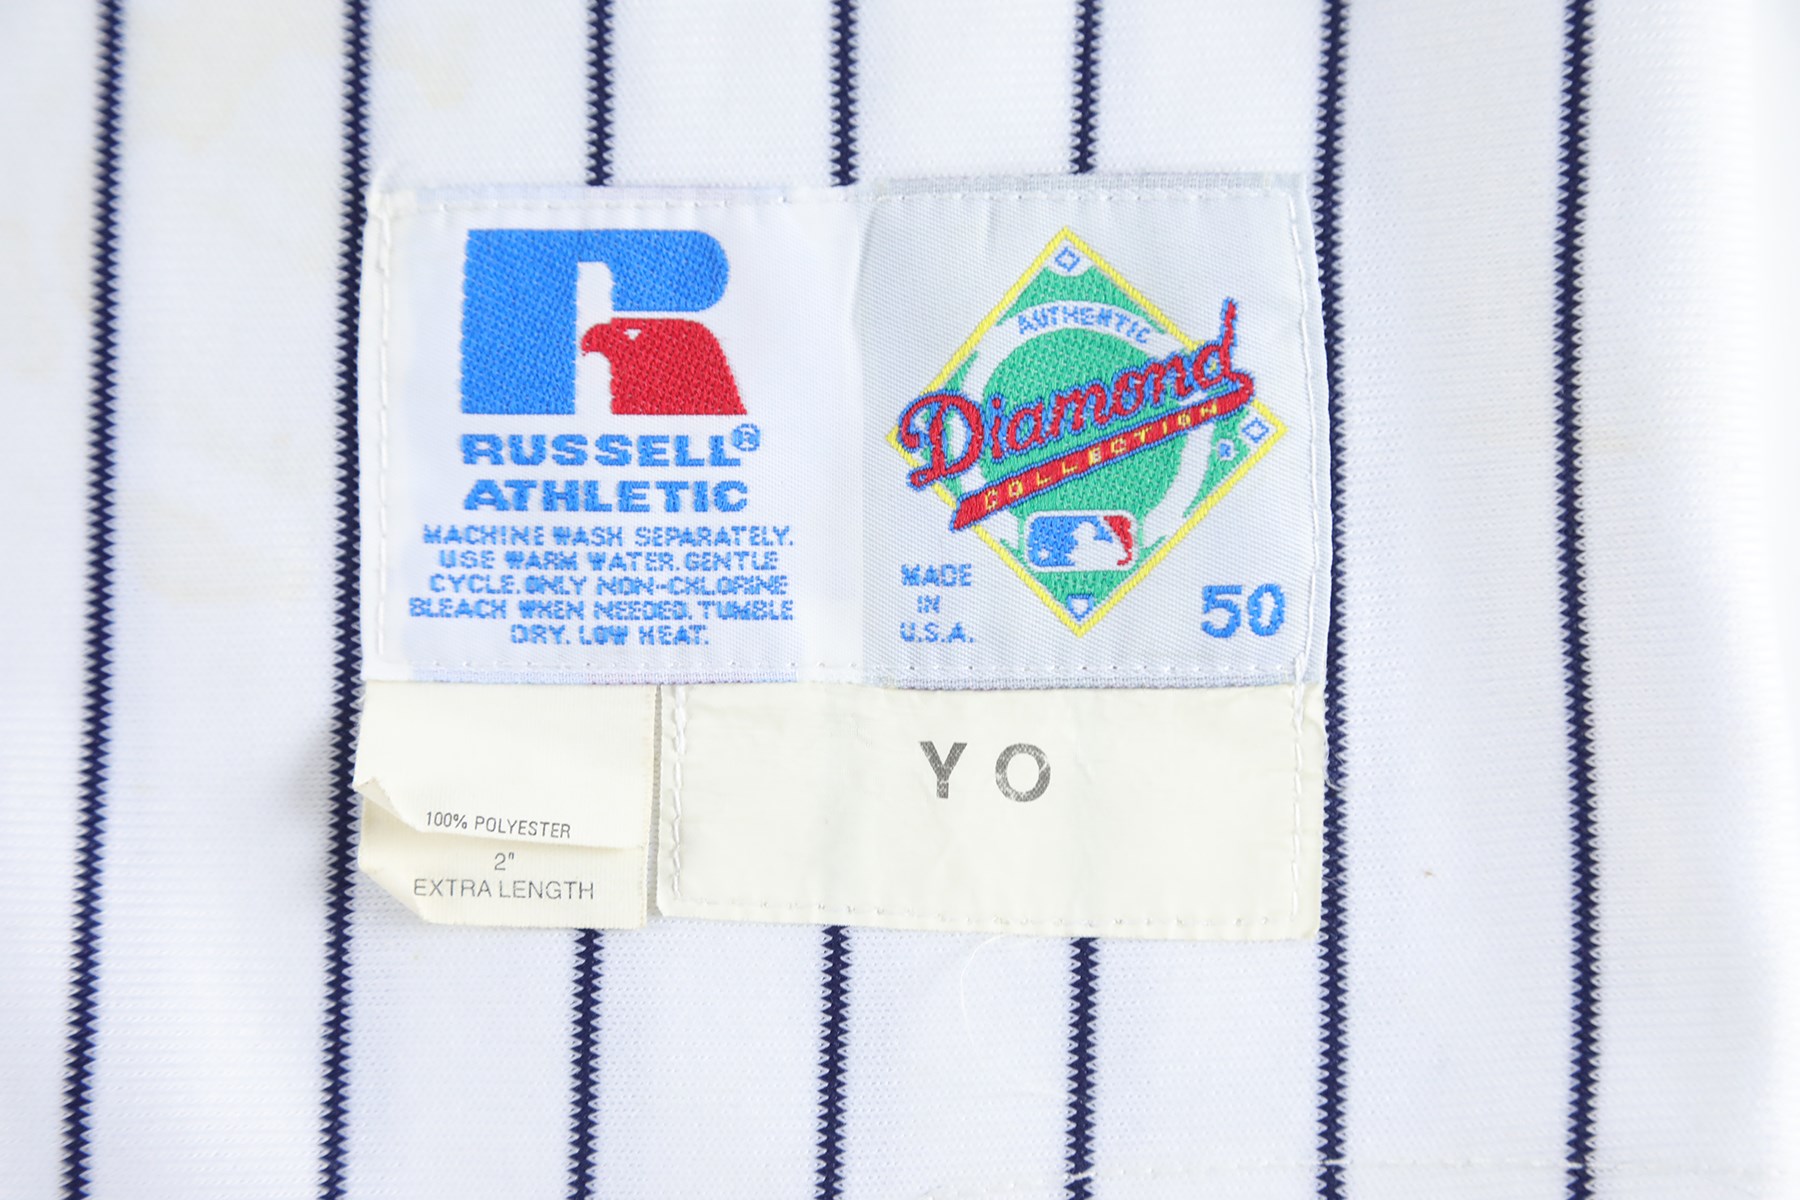 RUSSELL®
ATHLETIC
MACHINE WASH SEPARATELY.
USE WARM WATER. GENTLE
CYCLE. ONLY NON-CHLORINE
BLEACH WHEN NEEDED. TUMBLE
DRY. LOW HEAT.
AUTHENTIC
Diamond
COLLECTION
MADE
IN
U.S.A.
50
100% POLYESTER
2"
EXTRA LENGTH
Y O